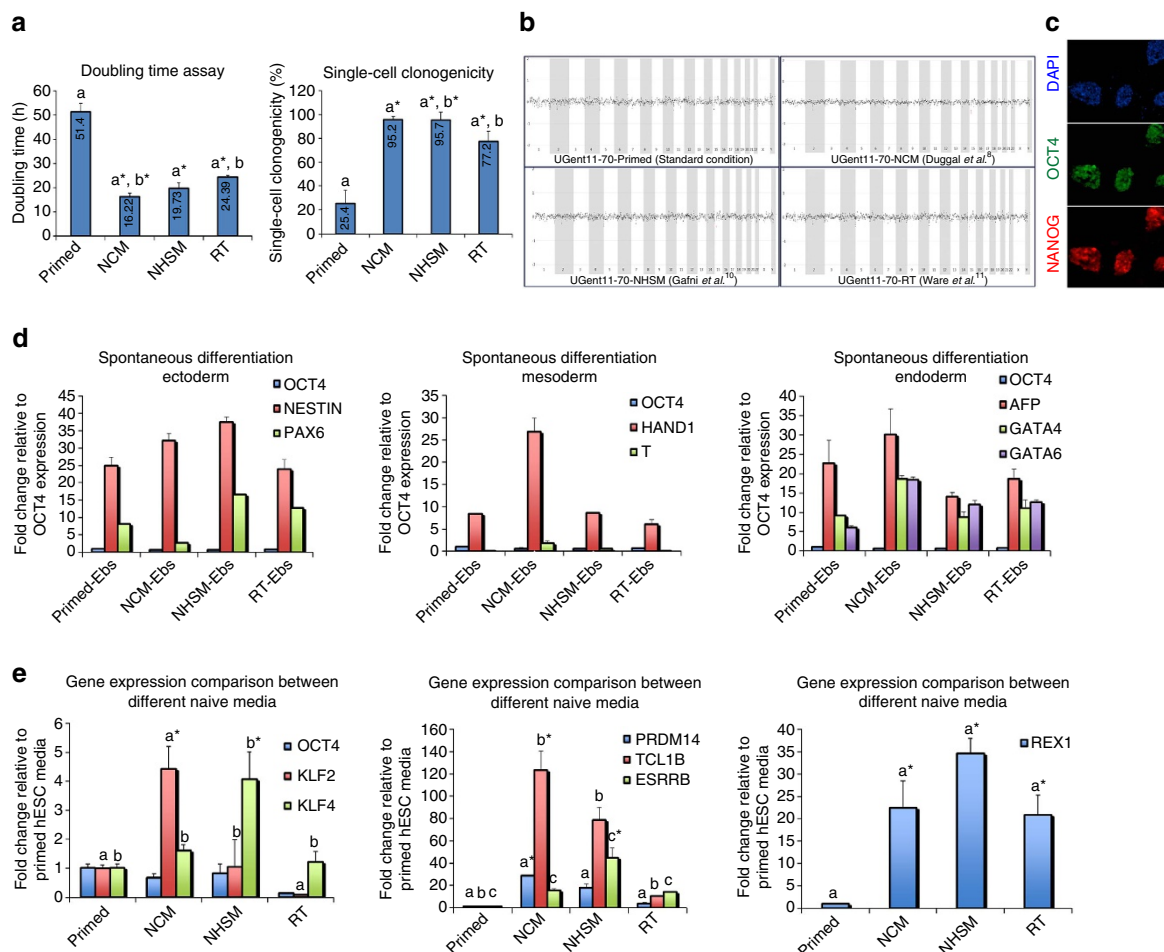 a
Doubling time assay
Doubling time (h)
60
50
40
30
20
10
0
a
a*, b*
a*
a*, b
51.4
16.22
19.73
24.39
Primed
NCM
NHSM
RT
Single-cell clonogenicity
Single-cell clonogenicity (%)
120
100
80
60
40
20
0
a
a*
a*, b*
a*, b
25.4
95.2
95.7
77.2
Primed
NCM
NHSM
RT
b
UGent11-70-Primed (Standard condition)
UGent11-70-NCM (Duggal et al.8)
UGent11-70-NHSM (Gafni et al.10)
UGent11-70-RT (Ware et al.11)
c
DAPI
OCT4
NANOG
d
Spontaneous differentiation
ectoderm
Fold change relative to
OCT4 expression
45
40
35
30
25
20
15
10
5
0
OCT4
NESTIN
PAX6
Primed-Ebs
NCM-Ebs
NHSM-Ebs
RT-Ebs
Spontaneous differentiation
mesoderm
Fold change relative to
OCT4 expression
35
30
25
20
15
10
5
0
OCT4
HAND1
T
Primed-Ebs
NCM-Ebs
NHSM-Ebs
RT-Ebs
Spontaneous differentiation
endoderm
Fold change relative to
OCT4 expression
40
35
30
25
20
15
10
5
0
OCT4
AFP
GATA4
GATA6
Primed-Ebs
NCM-Ebs
NHSM-Ebs
RT-Ebs
e
Gene expression comparison between
different naive media
Fold change relative to
primed hESC media
6
5
4
3
2
1
0
OCT4
KLF2
KLF4
a b
a*
b
b
b*
a
b
Primed
NCM
NHSM
RT
Gene expression comparison between
different naive media
Fold change relative to
primed hESC media
160
140
120
100
80
60
40
20
0
PRDM14
TCL1B
ESRRB
a b c
a*
b*
c
a
b
c*
a
b
c
Primed
NCM
NHSM
RT
Gene expression comparison between
different naive media
Fold change relative to
primed hESC media
40
35
30
25
20
15
10
5
0
REX1
a
a*
a*
a*
Primed
NCM
NHSM
RT